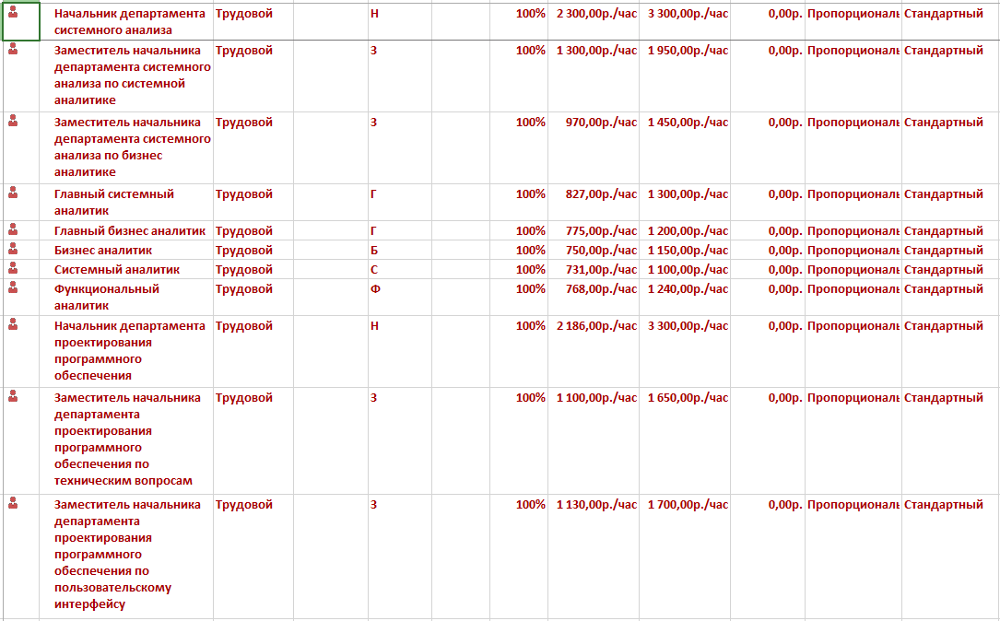 Начальник департамента Трудовой Н 100% 2 300,00р./час 3 300,00р./час 0,00р. Пропорциональ Стандартный
системного анализа
Заместитель начальника Трудовой З 100% 1 300,00р./час 1 950,00р./час 0,00р. Пропорциональ Стандартный
департамента системного
анализа по системной
аналитике
Заместитель начальника Трудовой З 100% 970,00р./час 1 450,00р./час 0,00р. Пропорциональ Стандартный
департамента системного
анализа по бизнес
аналитике
Главный системный Трудовой Г 100% 827,00р./час 1 300,00р./час 0,00р. Пропорциональ Стандартный
аналитик
Главный бизнес аналитик Трудовой Г 100% 775,00р./час 1 200,00р./час 0,00р. Пропорциональ Стандартный
Бизнес аналитик Трудовой Б 100% 750,00р./час 1 150,00р./час 0,00р. Пропорциональ Стандартный
Системный аналитик Трудовой С 100% 731,00р./час 1 100,00р./час 0,00р. Пропорциональ Стандартный
Функциональный Трудовой Ф 100% 768,00р./час 1 240,00р./час 0,00р. Пропорциональ Стандартный
аналитик
Начальник департамента Трудовой Н 100% 2 186,00р./час 3 300,00р./час 0,00р. Пропорциональ Стандартный
проектирования
программного
обеспечения
Заместитель начальника Трудовой З 100% 1 100,00р./час 1 650,00р./час 0,00р. Пропорциональ Стандартный
департамента
проектирования
программного
обеспечения по
техническим вопросам
Заместитель начальника Трудовой З 100% 1 130,00р./час 1 700,00р./час 0,00р. Пропорциональ Стандартный
департамента
проектирования
программного
обеспечения по
пользовательскому
интерфейсу